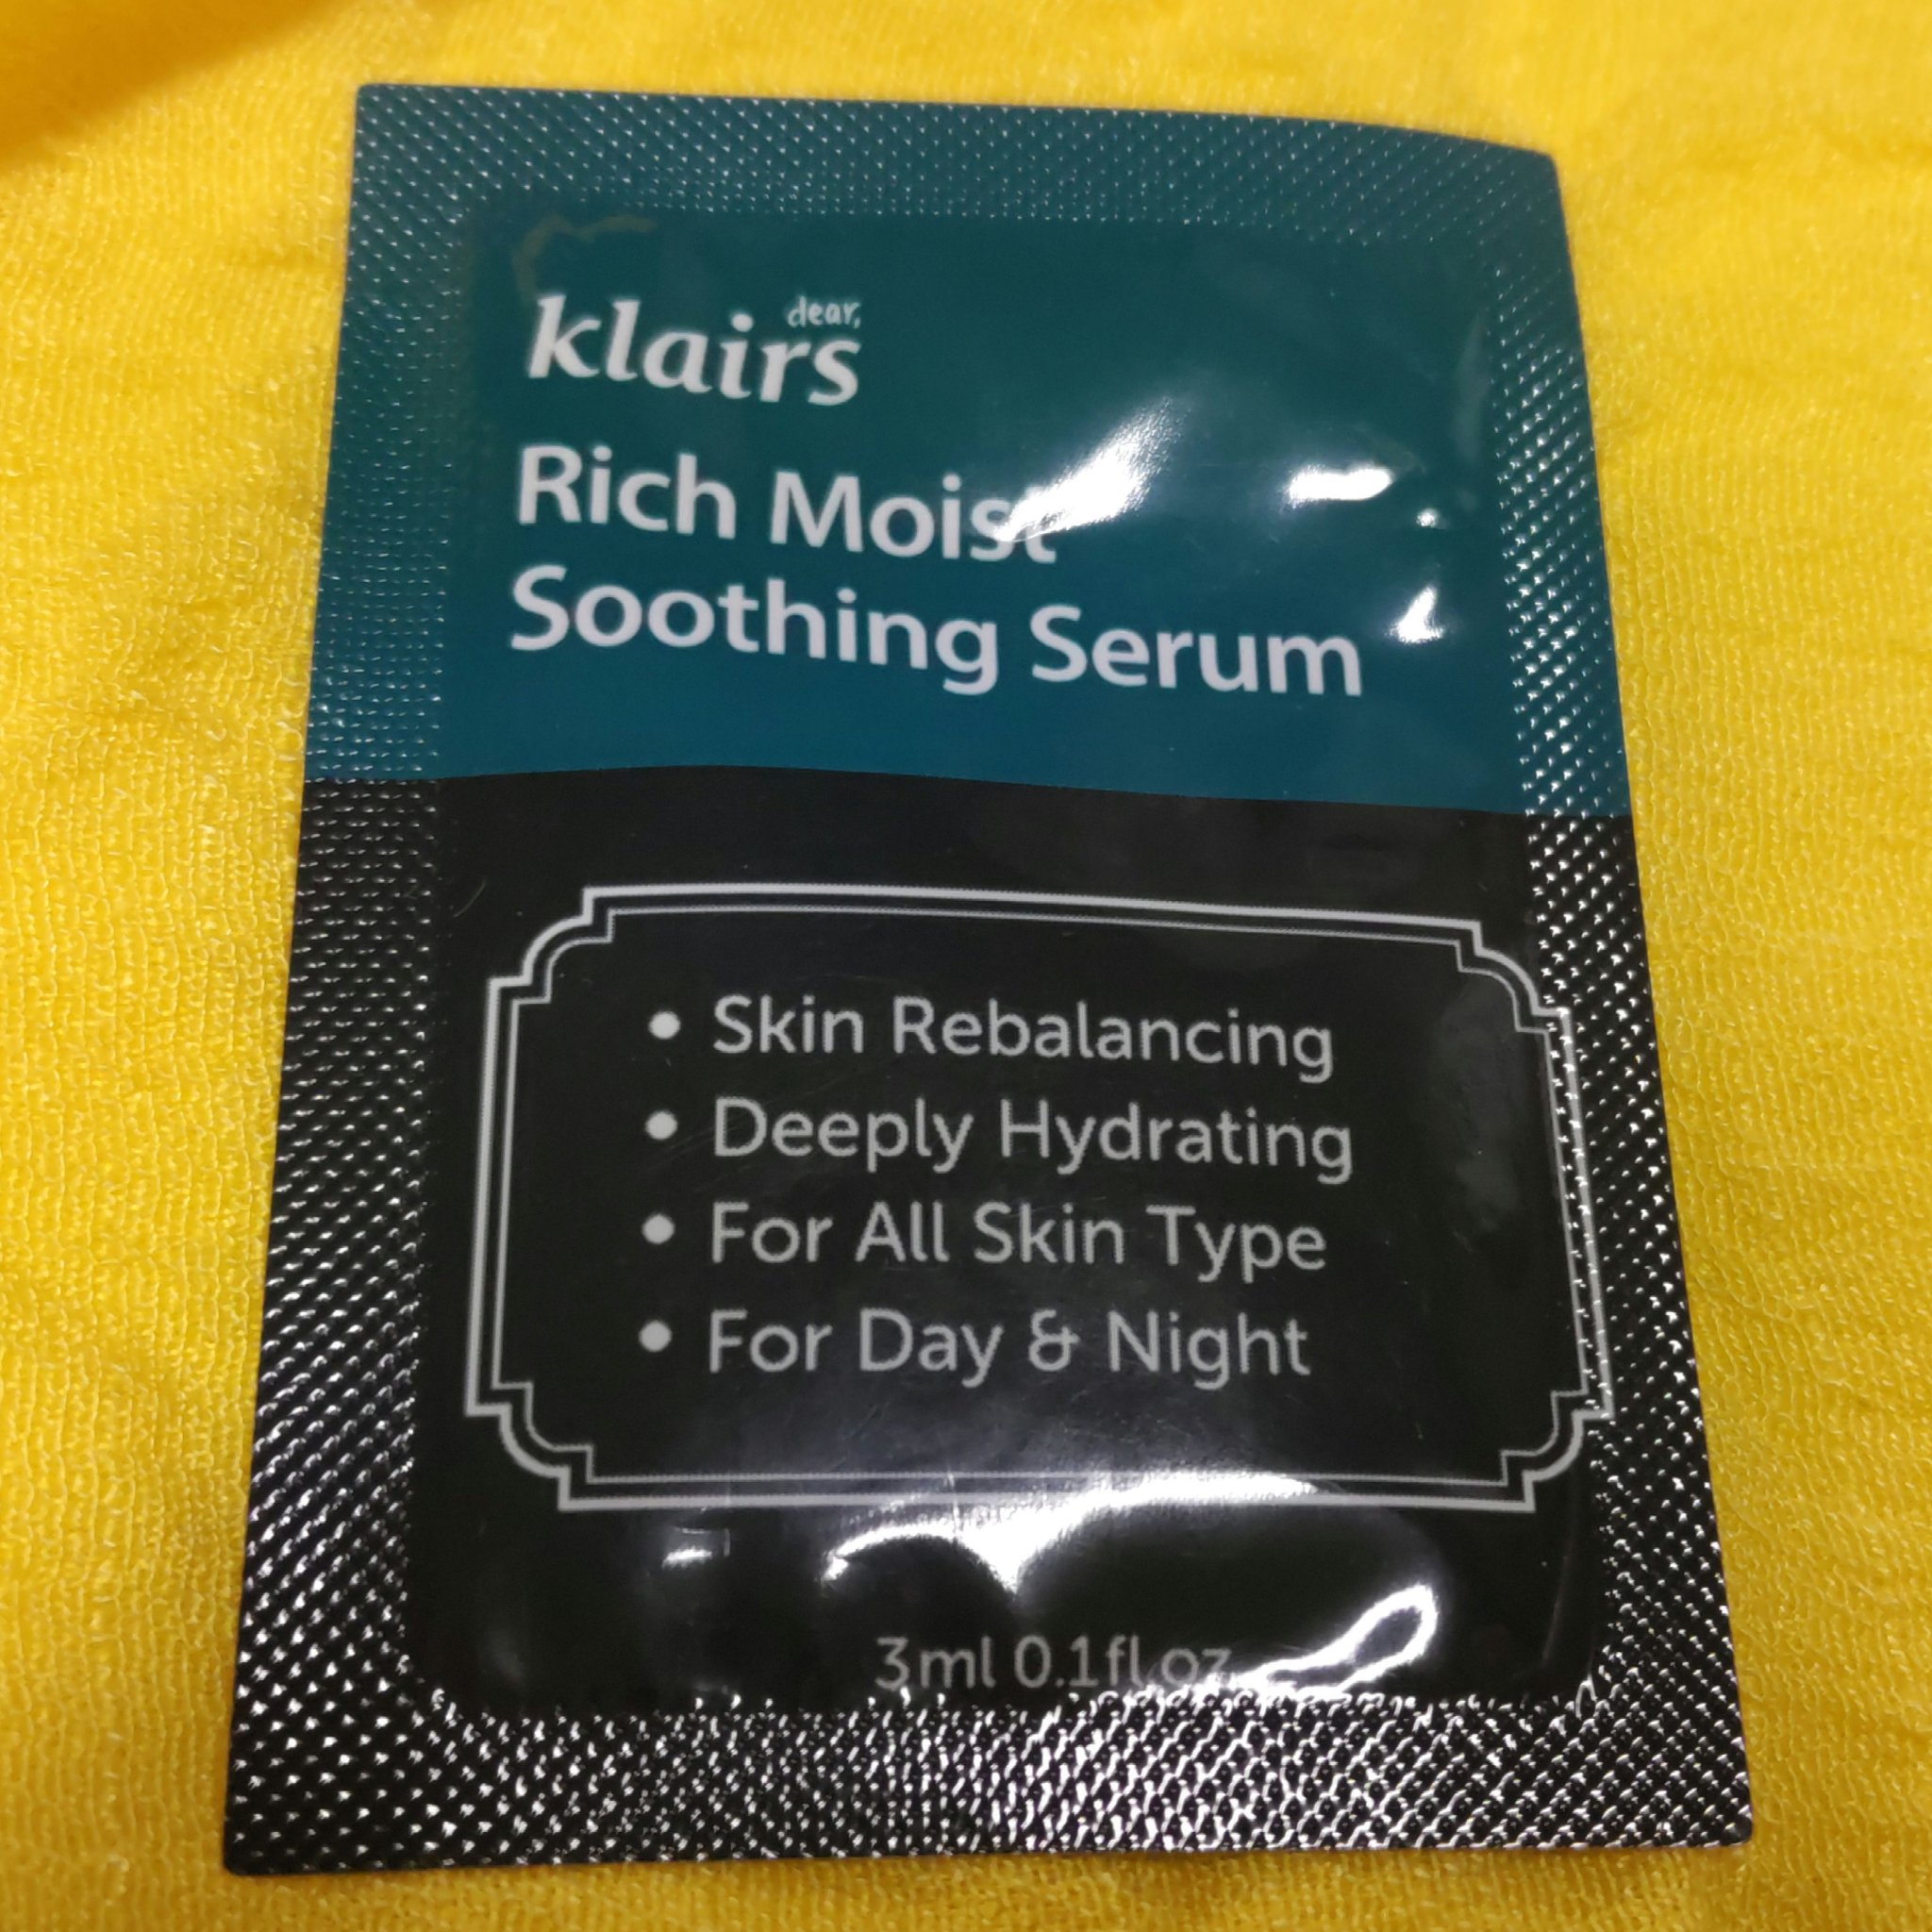 dear,
klairs
Rich Moist
Soothing Serum
• Skin Rebalancing
• Deeply Hydrating
• For All Skin Type
• For Day & Night
3ml 0.1fl.oz.